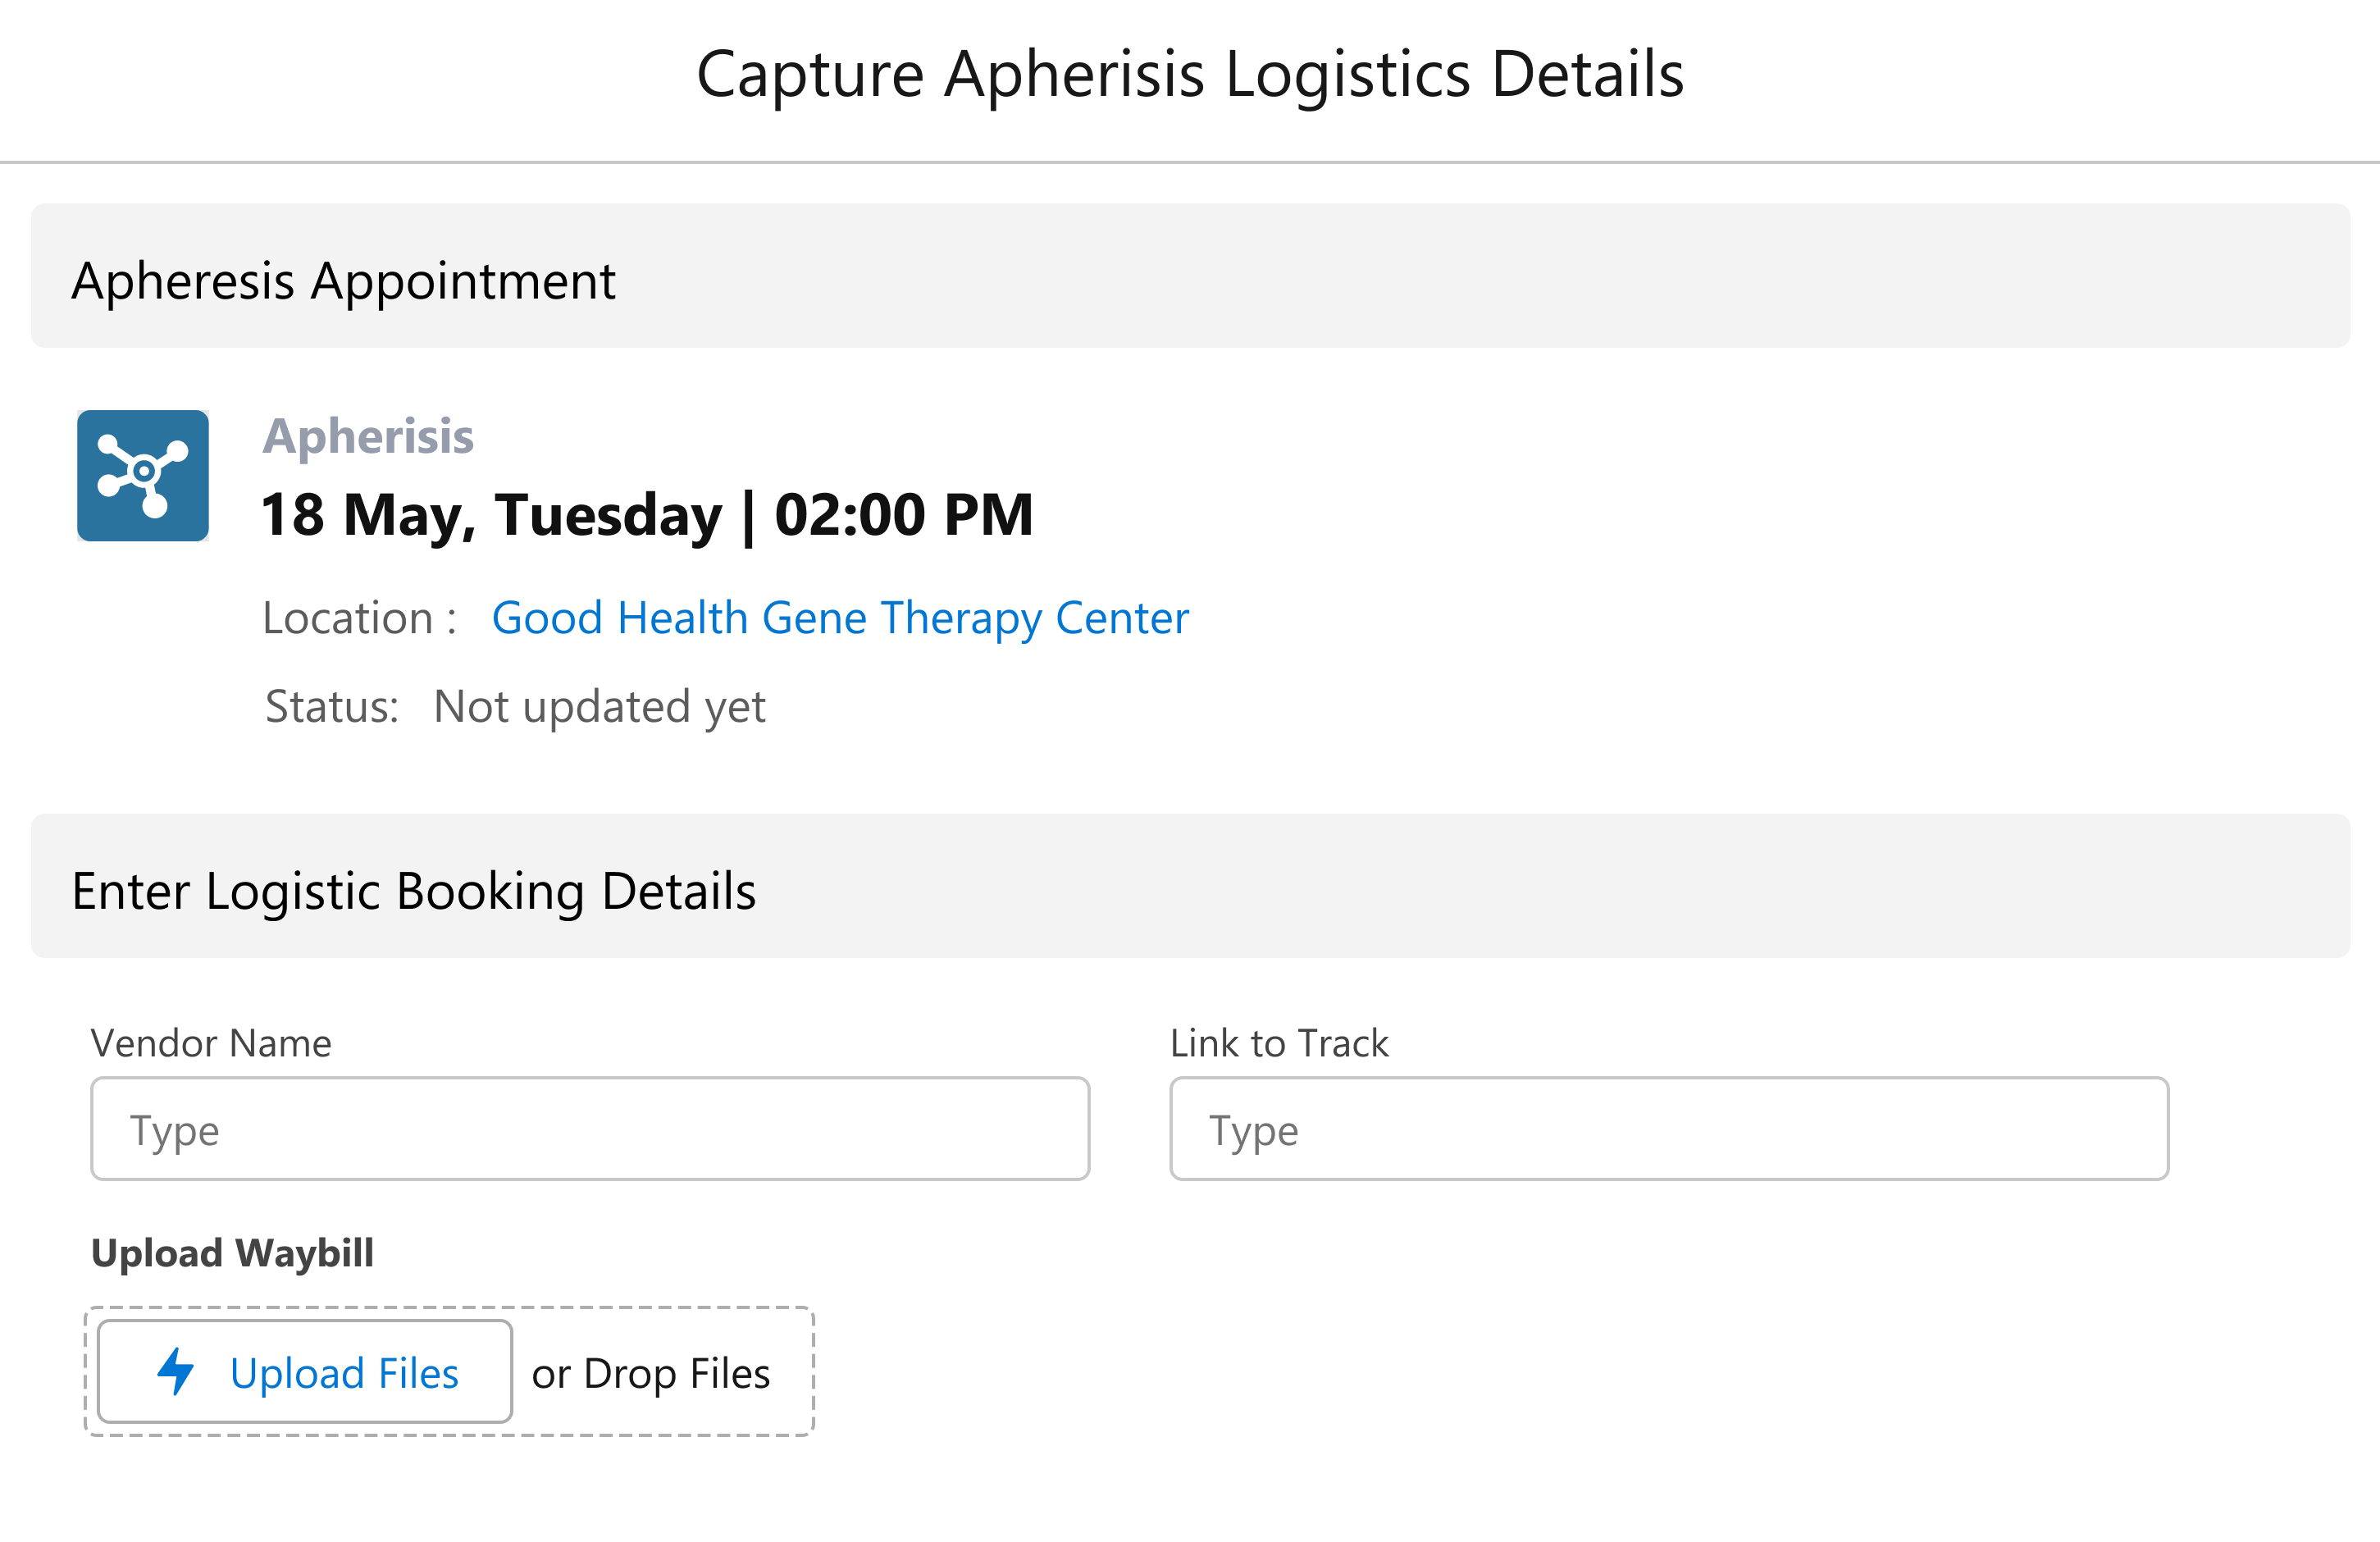 Capture Apherisis Logistics Details
Apheresis Appointment
Apherisis
18 May, Tuesday | 02:00 PM
Location : Good Health Gene Therapy Center
Status: Not updated yet
Enter Logistic Booking Details
Vendor Name Link to Track
Type Type
Upload Waybill
Upload Files or Drop Files